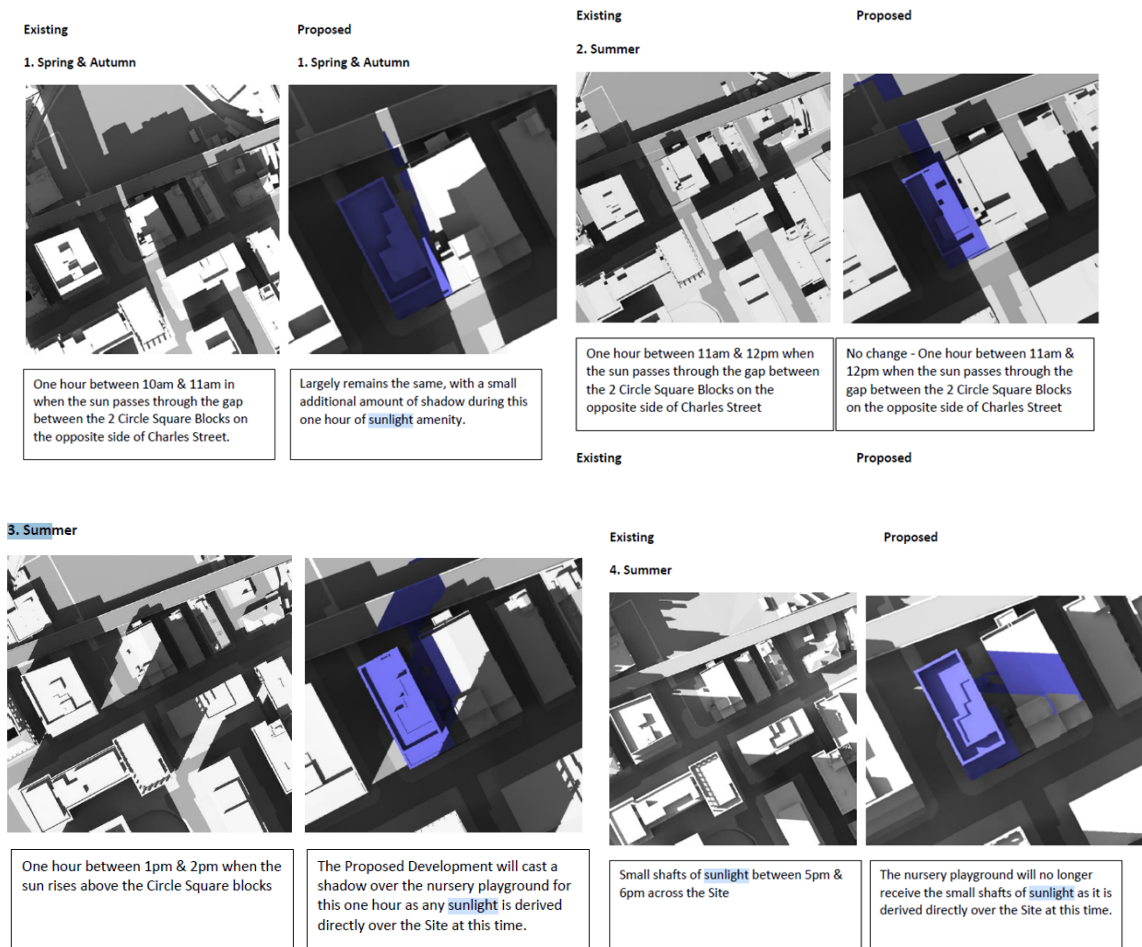 Existing
Proposed
1. Spring & Autumn
1. Spring & Autumn
One hour between 10am & 11am in
when the sun passes through the gap
between the 2 Circle Square Blocks on
the opposite side of Charles Street.
Largely remains the same, with a small
additional amount of shadow during this
one hour of sunlight amenity.
Existing
Proposed
2. Summer
One hour between 11am & 12pm when
the sun passes through the gap between
the 2 Circle Square Blocks on the
opposite side of Charles Street
No change - One hour between 11am &
12pm when the sun passes through the
gap between the 2 Circle Square Blocks
on the opposite side of Charles Street
Existing
Proposed
3. Summer
One hour between 1pm & 2pm when the
sun rises above the Circle Square blocks
The Proposed Development will cast a
shadow over the nursery playground for
this one hour as any sunlight is derived
directly over the Site at this time.
Existing
Proposed
4. Summer
Small shafts of sunlight between 5pm &
6pm across the Site
The nursery playground will no longer
receive the small shafts of sunlight as it is
derived directly over the Site at this time.